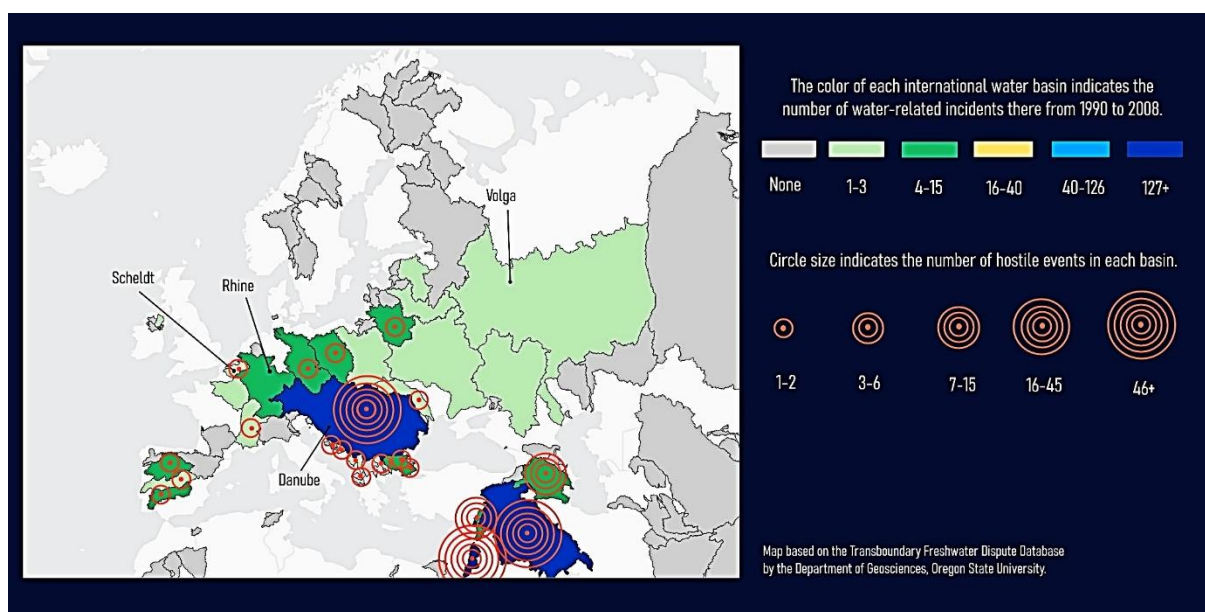 The color of each international water basin indicates the
number of water-related incidents there from 1990 to 2008.
None
1-3
4-15
16-40
40-126
127+
Volga
Scheldt
Rhine
Danube
Circle size indicates the number of hostile events in each basin.
1-2
3-6
7-15
16-45
46+
Map based on the Transboundary Freshwater Dispute Database
by the Department of Geosciences, Oregon State University.